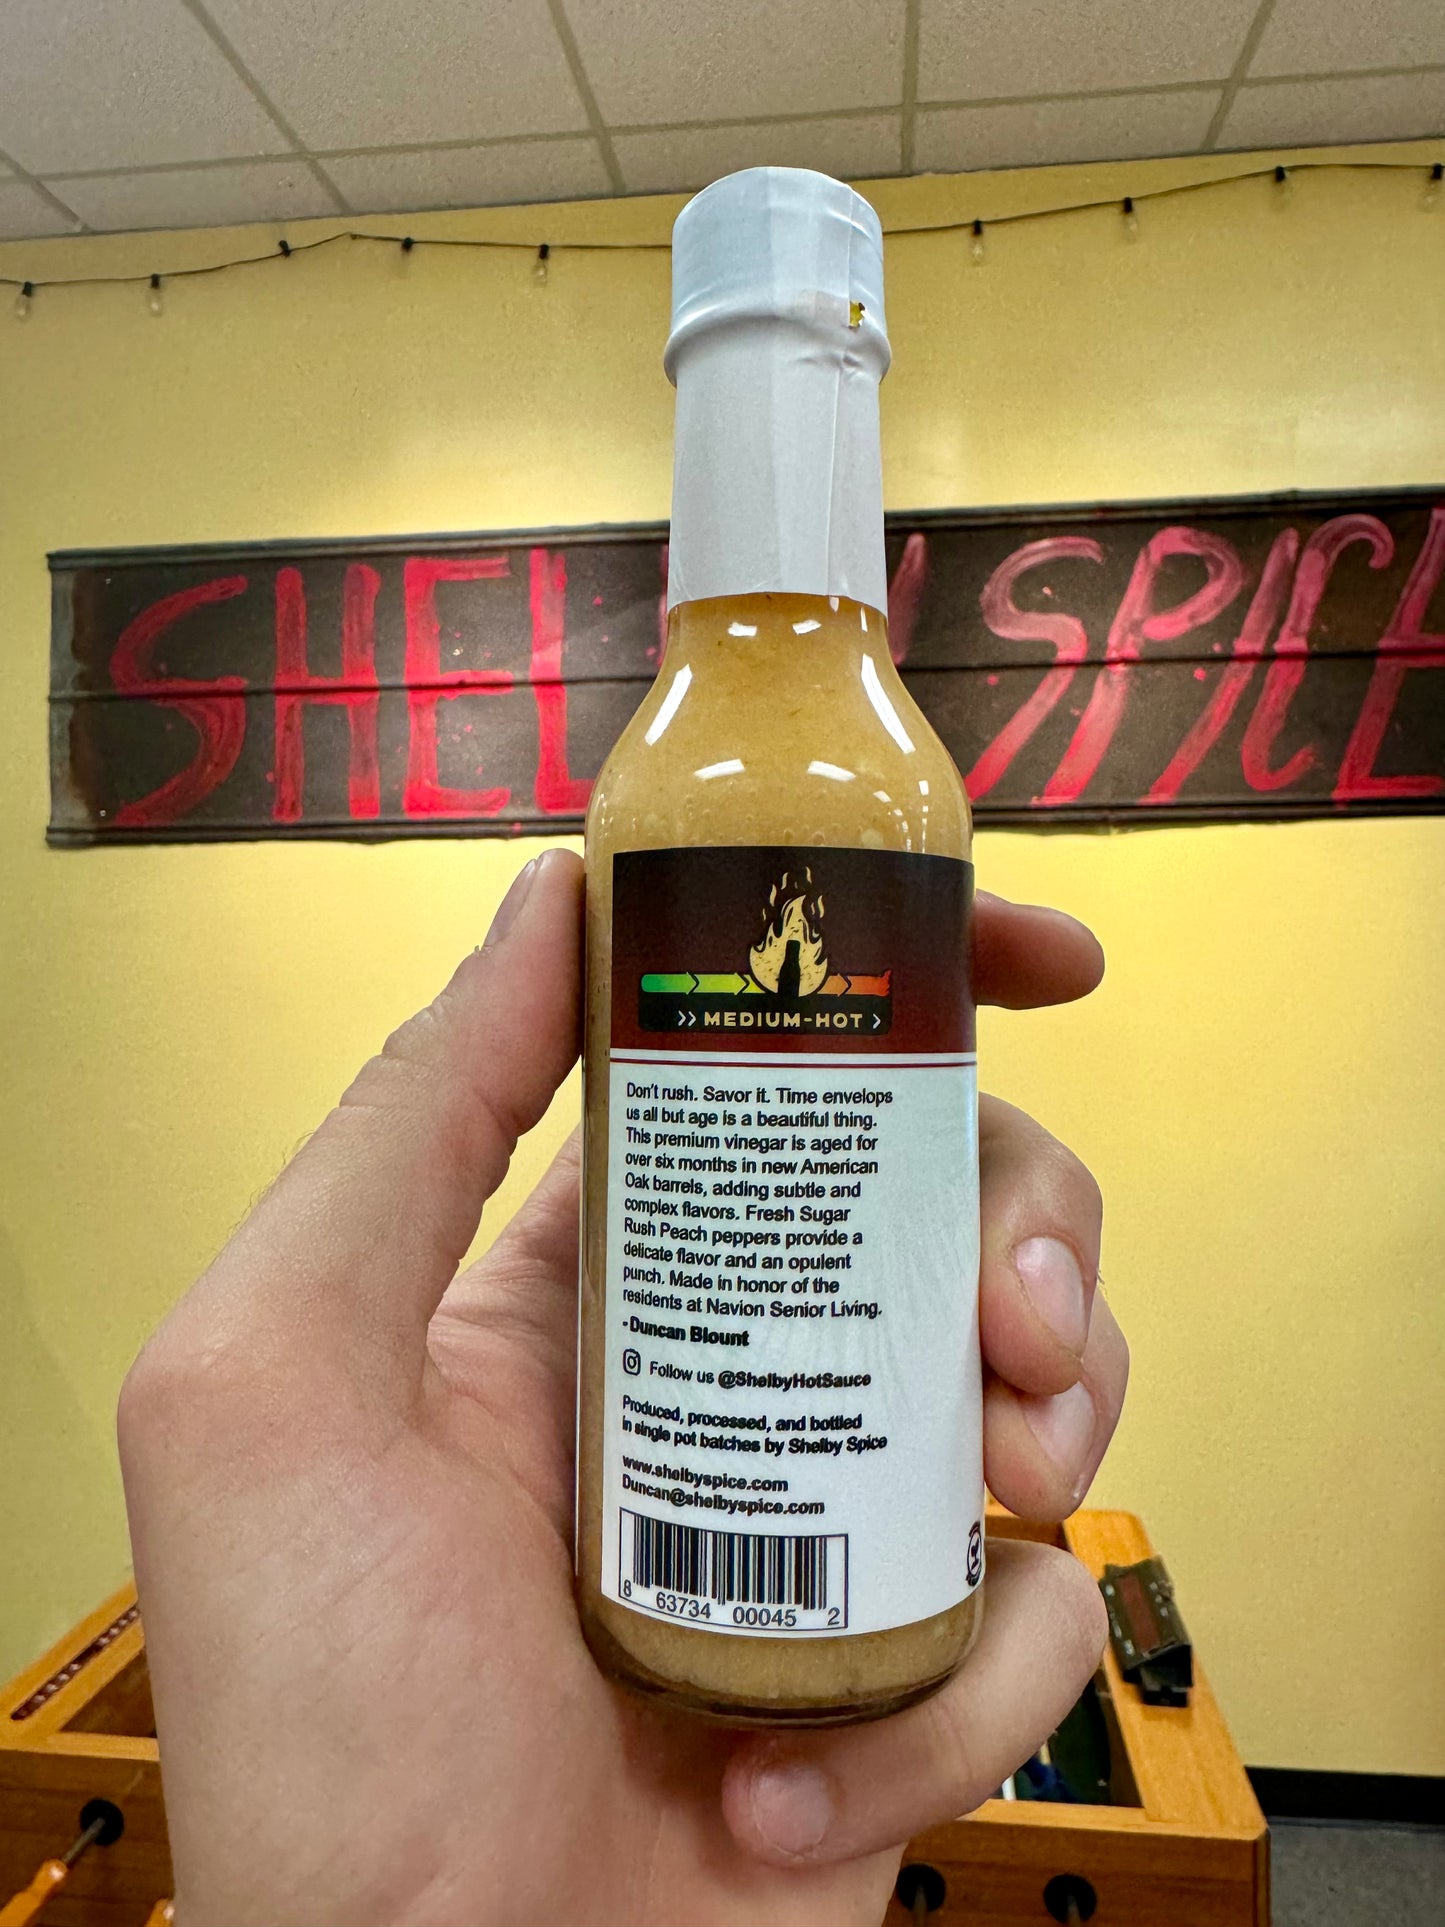 SHEL Y SPICE
MEDIUM-HOT
Don't rush. Savor it. Time envelops
us all but age is a beautiful thing.
This premium vinegar is aged for
over six months in new American
Oak barrels, adding subtle and
complex flavors. Fresh Sugar
Rush Peach peppers provide a
delicate flavor and an opulent
punch. Made in honor of the
residents at Navion Senior Living.
-Duncan Blount
Follow us @ShelbyHotSauce
Produced, processed, and bottled
in single pot batches by Shelby Spice
www.shelbyspice.com
Duncan@shelbyspice.com
8 63734 00045 2